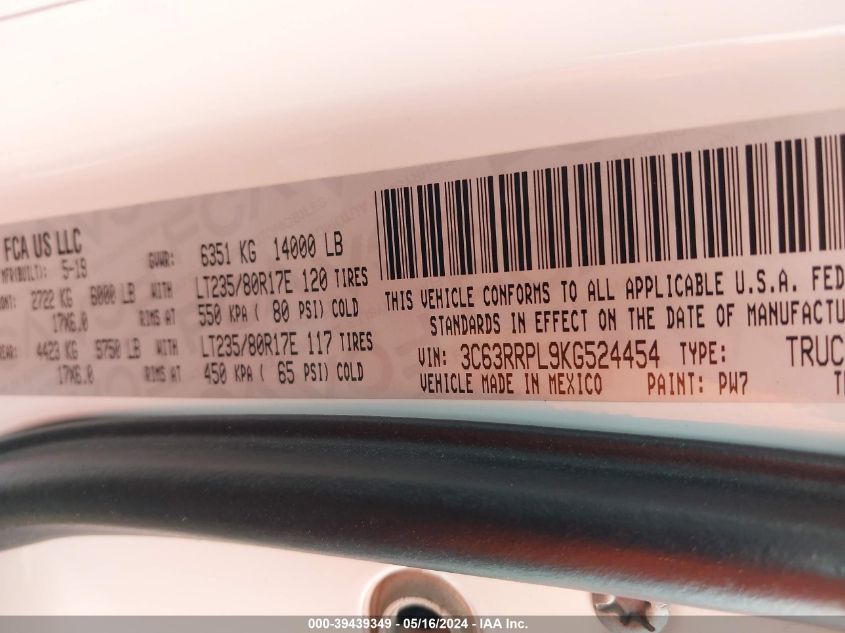 FCA US LLC
MFR(BUILT): 5-19 GVWR: 6351 KG 14000 LB
2722 KG 6000 LB WITH LT235/80R17E 120 TIRES
17X6.0 RIMS AT 550 KPA ( 80 PSI) COLD
4423 KG 9750 LB WITH LT235/80R17E 117 TIRES
17X6.0 RIMS AT 450 KPA ( 65 PSI) COLD
THIS VEHICLE CONFORMS TO ALL APPLICABLE U.S.A. FED
STANDARDS IN EFFECT ON THE DATE OF MANUFACTU
VIN: 3C63RRPL9KG524454 TYPE: TRUC
VEHICLE MADE IN MEXICO PAINT: PW7
000-39439349 - 05/16/2024 - IAA Inc.